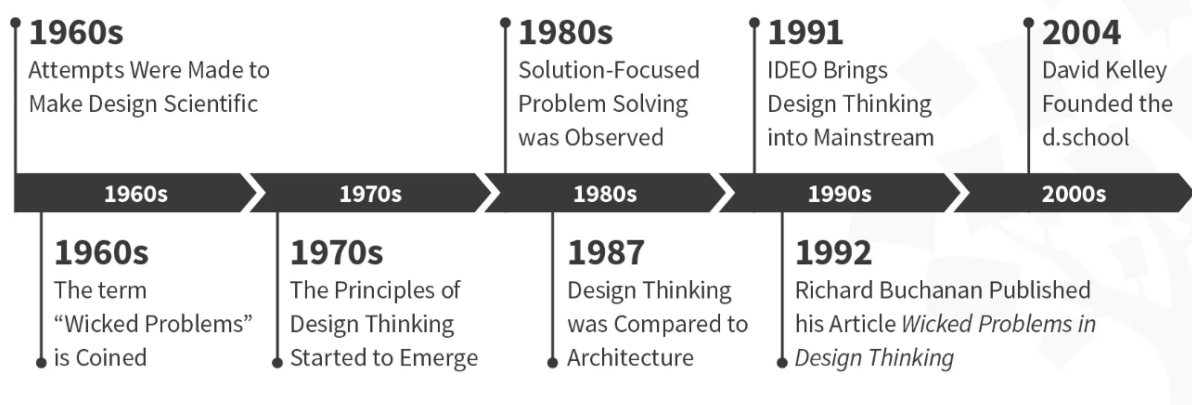 1960s
Attempts Were Made to
Make Design Scientific
1980s
Solution-Focused
Problem Solving
was Observed
1991
IDEO Brings
Design Thinking
into Mainstream
2004
David Kelley
Founded the
d.school
1960s
1970s
1980s
1990s
2000s
1960s
The term
“Wicked Problems”
is Coined
1970s
The Principles of
Design Thinking
Started to Emerge
1987
Design Thinking
was Compared to
Architecture
1992
Richard Buchanan Published
his Article Wicked Problems in
Design Thinking